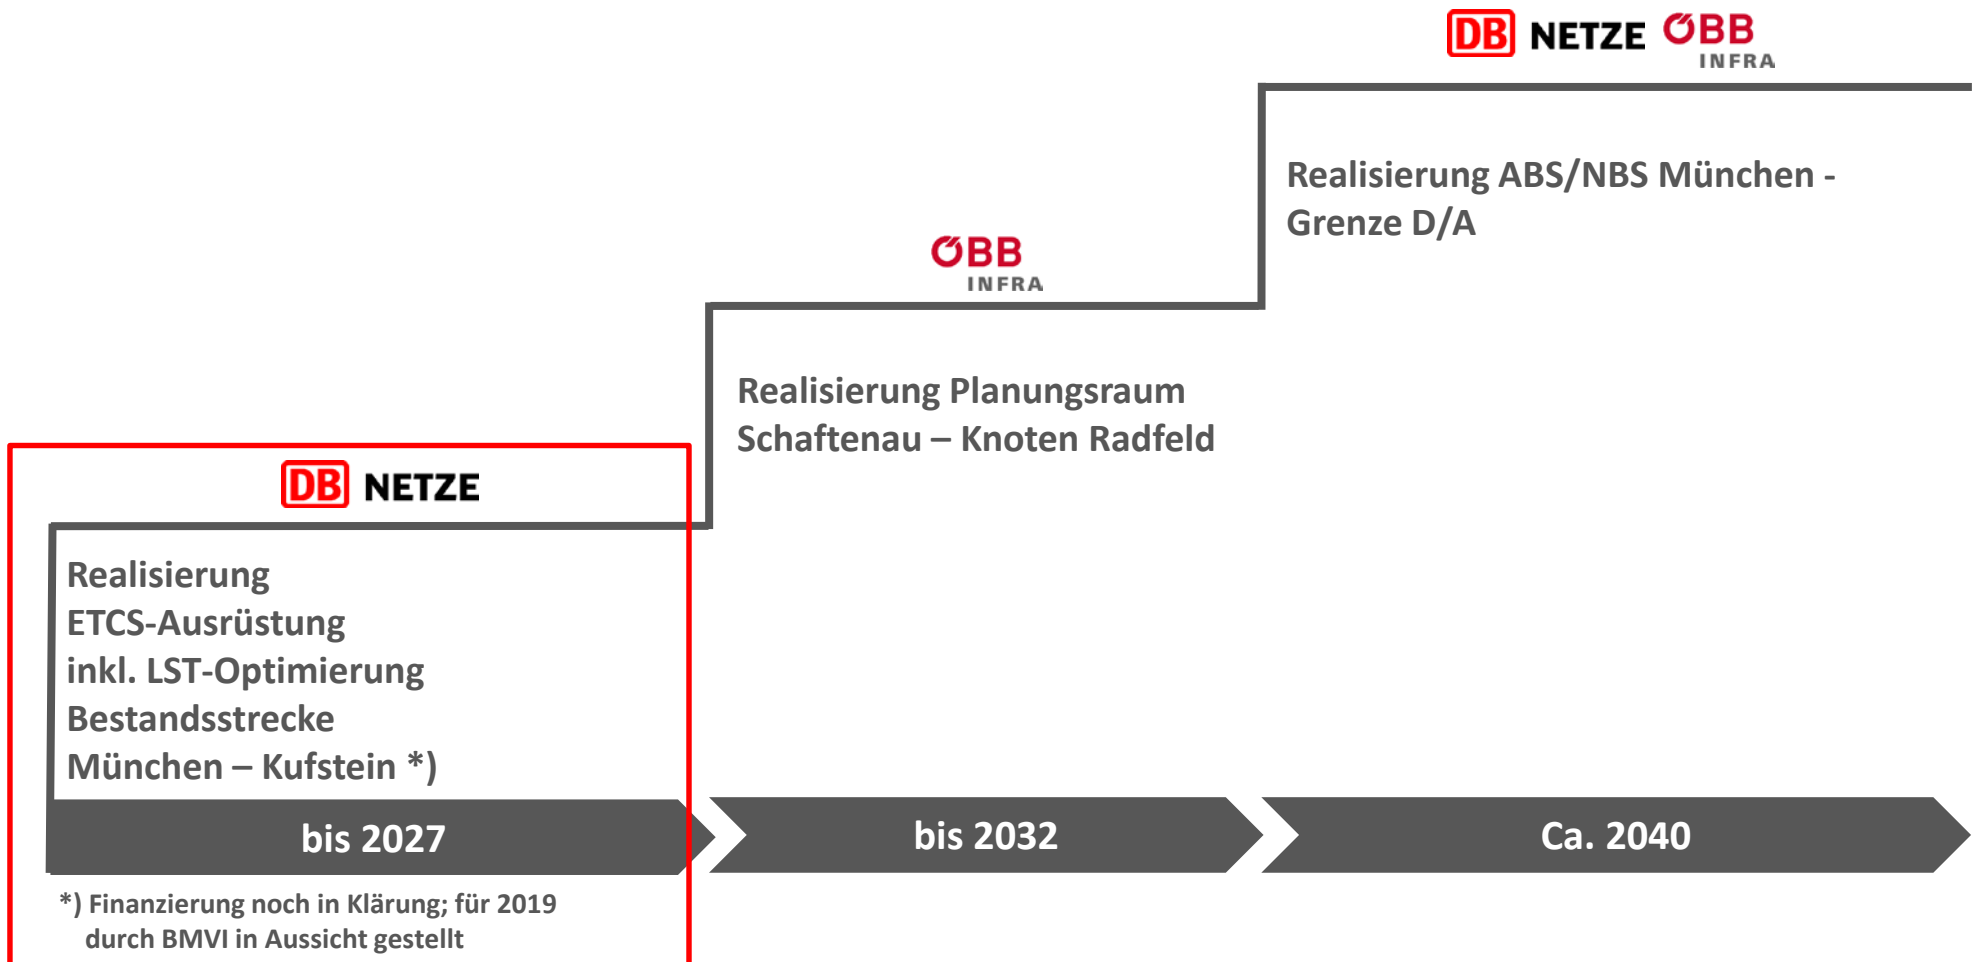 DB NETZE ÖBB
INFRA
Realisierung ABS/NBS München -
Grenze D/A
ÖBB
INFRA
Realisierung Planungsraum
Schaftenau – Knoten Radfeld
DB NETZE
Realisierung
ETCS-Ausrüstung
inkl. LST-Optimierung
Bestandsstrecke
München – Kufstein *)
bis 2027
bis 2032
Ca. 2040
*) Finanzierung noch in Klärung; für 2019
durch BMVI in Aussicht gestellt